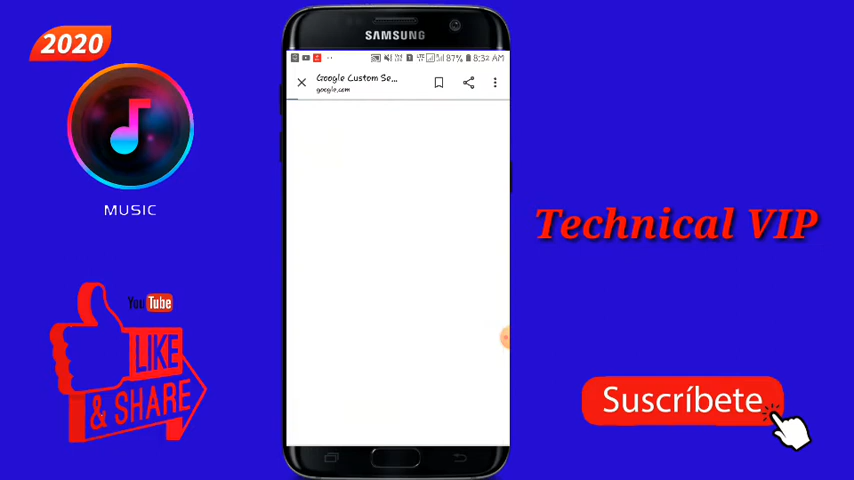 2020
MUSIC
YouTube
LIKE
& SHARE
SAMSUNG
87% 8:32 AM
Google Custom Se...
google.com
Technical VIP
Suscríbete